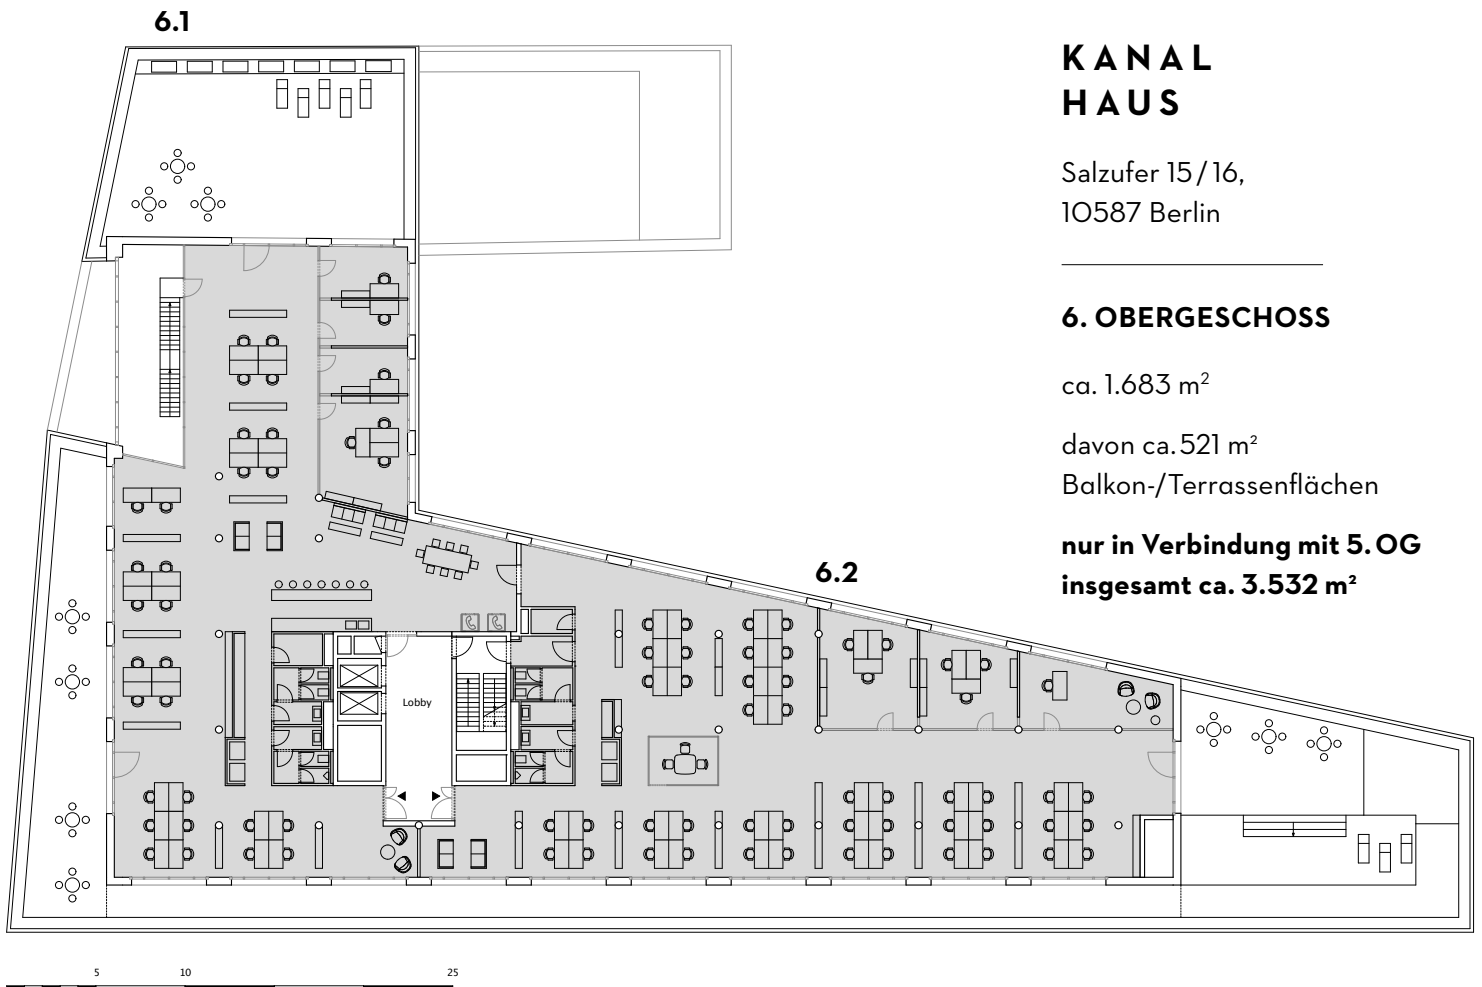 6.1
KANAL
HAUS
Salzufer 15/16,
10587 Berlin
6. OBERGESCHOSS
ca. 1.683 m²
davon ca. 521 m²
Balkon-/Terrassenflächen
nur in Verbindung mit 5. OG
insgesamt ca. 3.532 m²
6.2
Lobby
5 10 25